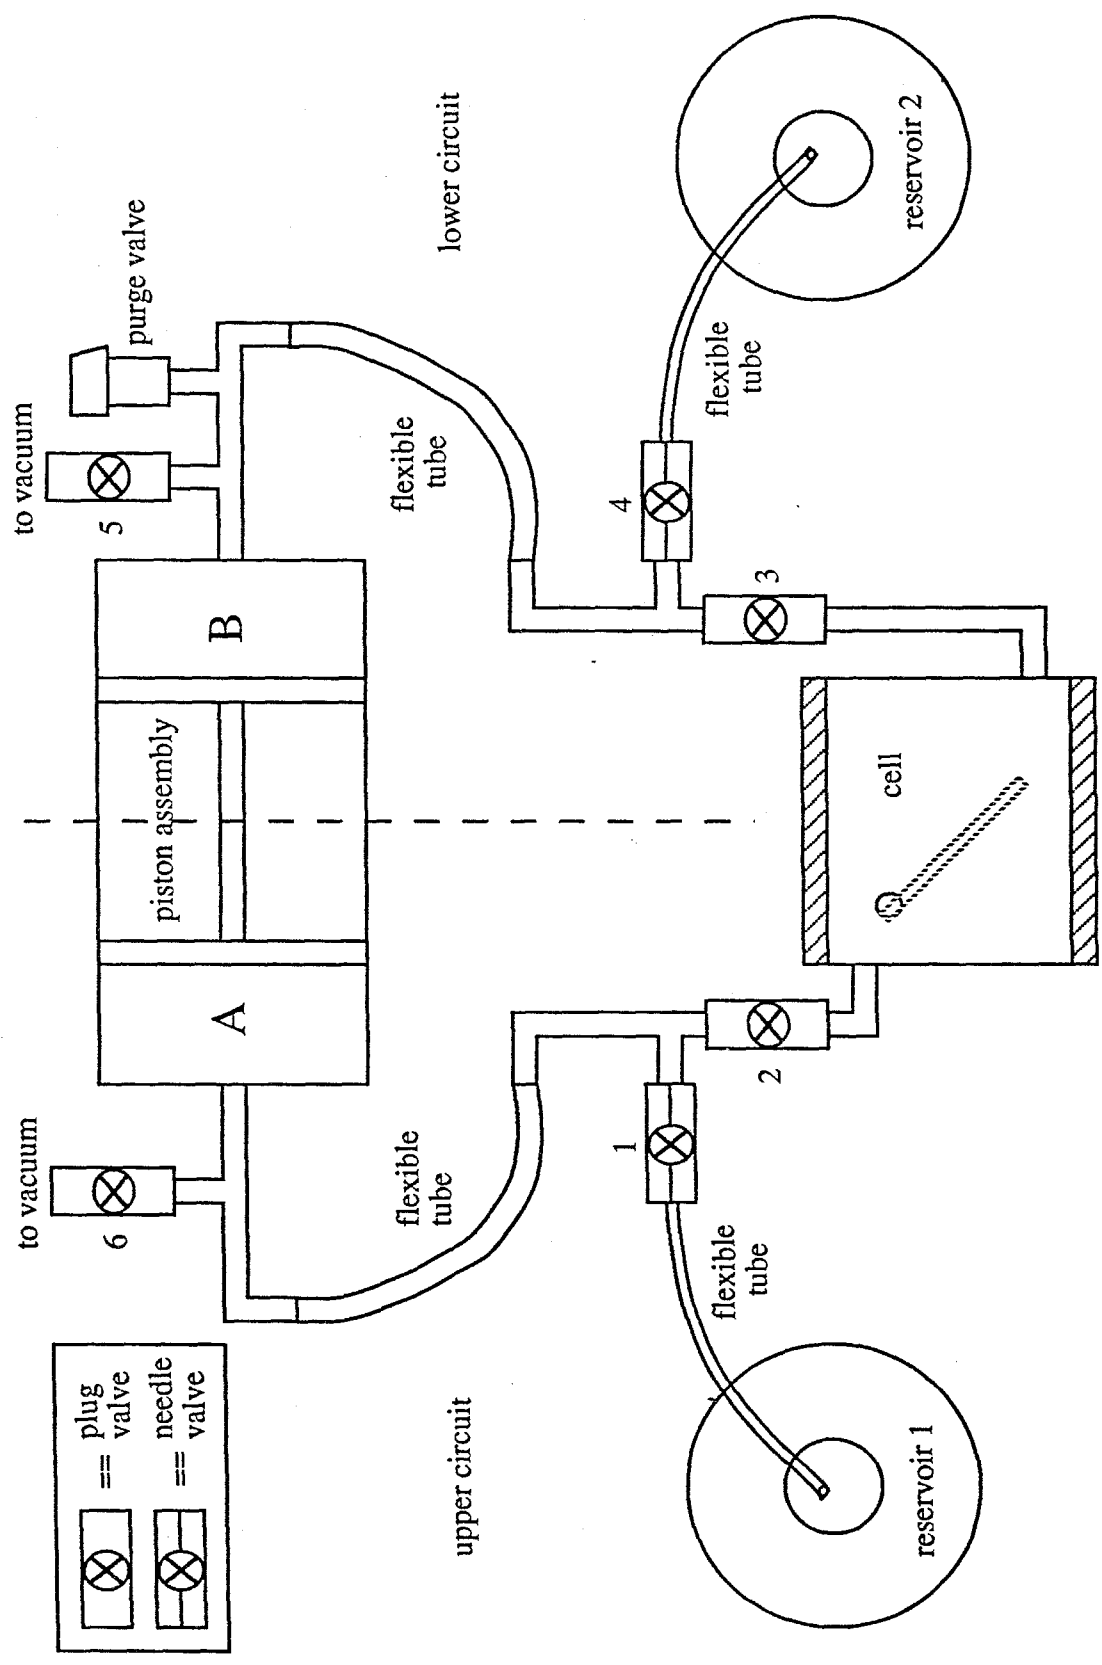 plug
valve
==
needle
valve
==
upper circuit
lower circuit
to vacuum
6
to vacuum
5
purge valve
A
piston assembly
B
flexible
tube
flexible
tube
1
2
3
4
flexible
tube
flexible
tube
cell
reservoir 1
reservoir 2